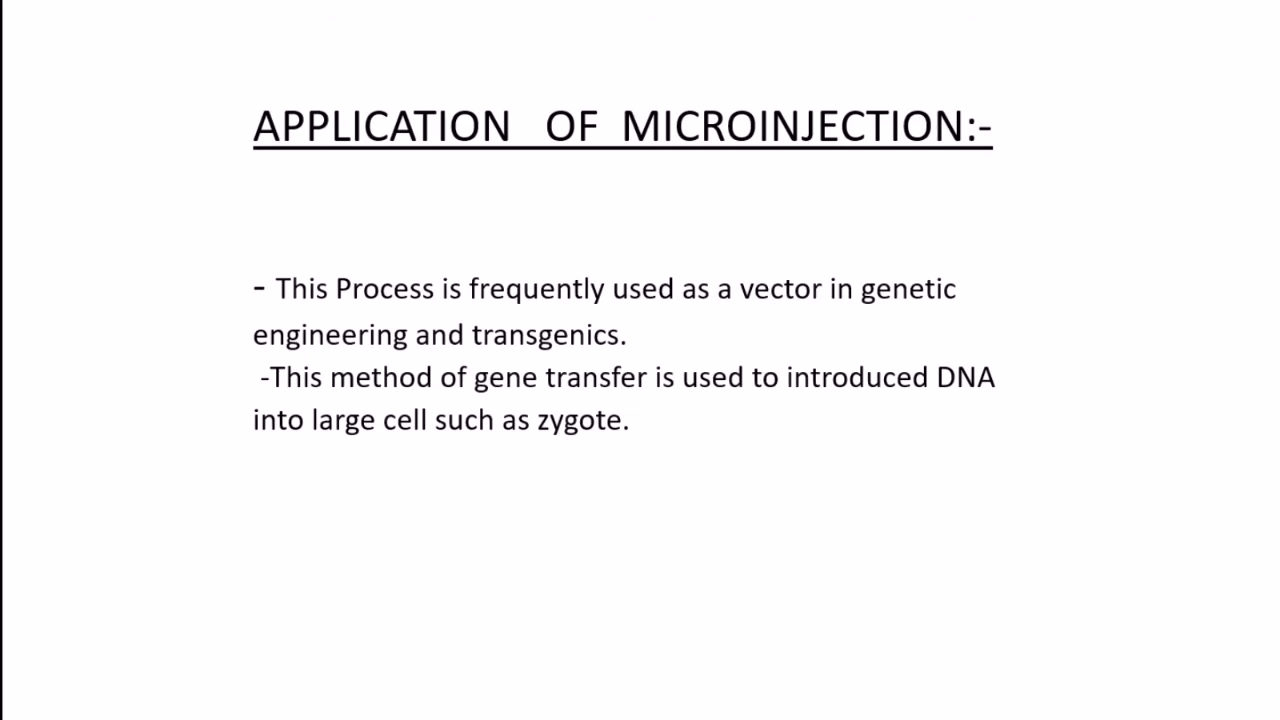 APPLICATION OF MICROINJECTION:-
- This Process is frequently used as a vector in genetic
engineering and transgenics.
-This method of gene transfer is used to introduced DNA
into large cell such as zygote.